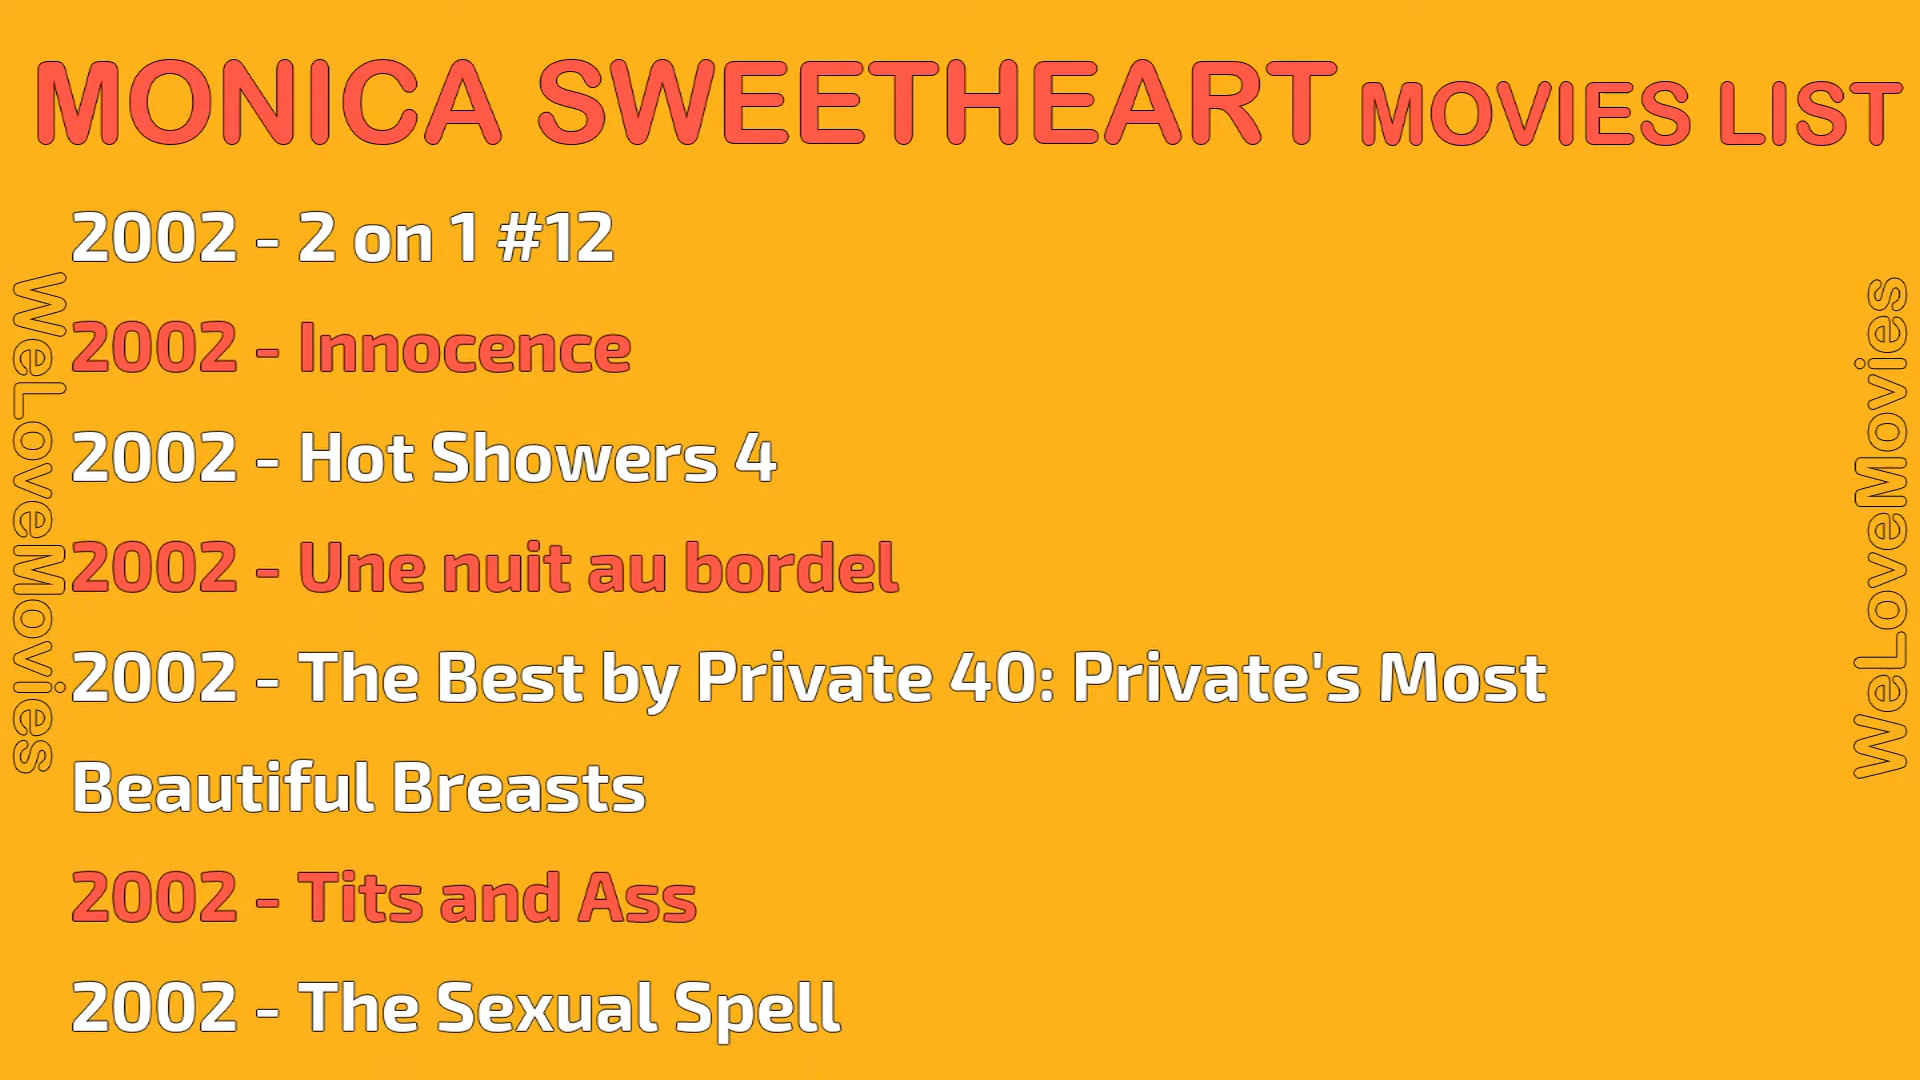 MONICA SWEETHEART MOVIES LIST
2002 - 2 on 1 #12
2002 - Innocence
2002 - Hot Showers 4
2002 - Une nuit au bordel
2002 - The Best by Private 40: Private's Most
Beautiful Breasts
2002 - Tits and Ass
2002 - The Sexual Spell
WeLoveMovies
WeLoveMovies